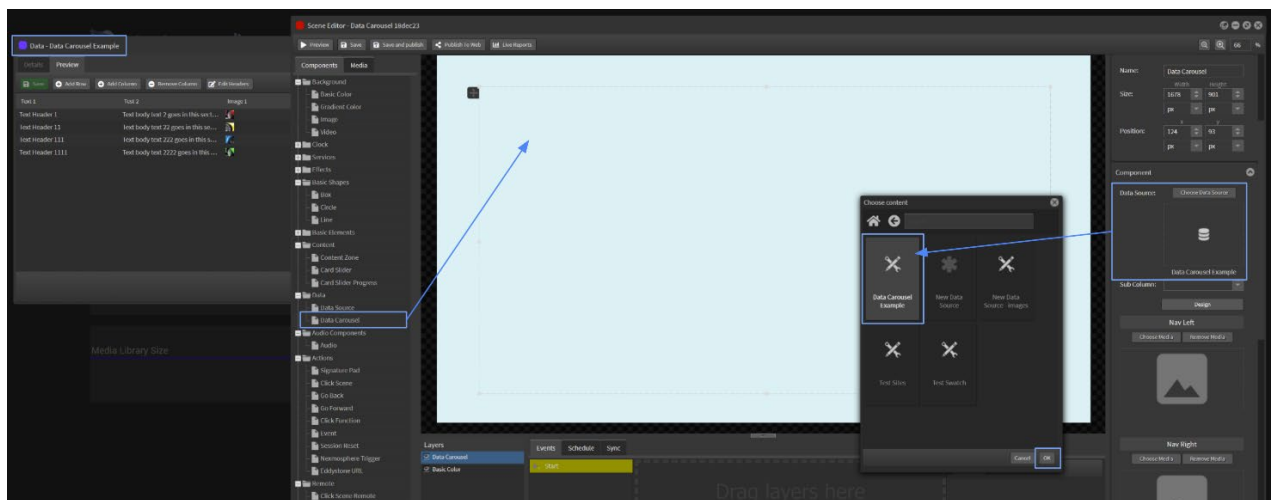 Data - Data Carousel Example
Details Preview
Save Add Row Add Column Remove Column Edit Headers
Text 1 Text 2 Image 1
Text Header 1 Text body text 2 goes in this sect...
Text Header 11 Text body text 22 goes in this se...
Text Header 111 Text body text 222 goes in this s...
Text Header 1111 Text body text 2222 goes in this ...
Media Library Size
Scene Editor - Data Carousel 18dec23
Preview Save Save and publish Publish to Web Live Reports
66 %
Components Media
Background
Basic Color
Gradient Color
Image
Video
Clock
Services
Effects
Basic Shapes
Box
Circle
Line
Basic Elements
Content
Content Zone
Card Slider
Card Slider Progress
Data
Data Source
Data Carousel
Audio Components
Audio
Actions
Signature Pad
Click Scene
Go Back
Go Forward
Click Function
Event
Session Reset
Nexmosphere Trigger
Eddystone URL
Remote
Click Scene Remote
Layers
Data Carousel
Basic Color
Events Schedule Sync
Start
Drag layers here
Choose content
Data Carousel Example
New Data Source
New Data Source - Images
Test Sites
Test Swatch
Cancel OK
Name: Data Carousel
Width Height
Size: 1678 901
px px
X Y
Position: 124 93
px px
Component
Data Source: Choose Data Source
Data Carousel Example
Sub Column:
Design
Nav Left
Choose Media Remove Media
Nav Right
Choose Media Remove Media